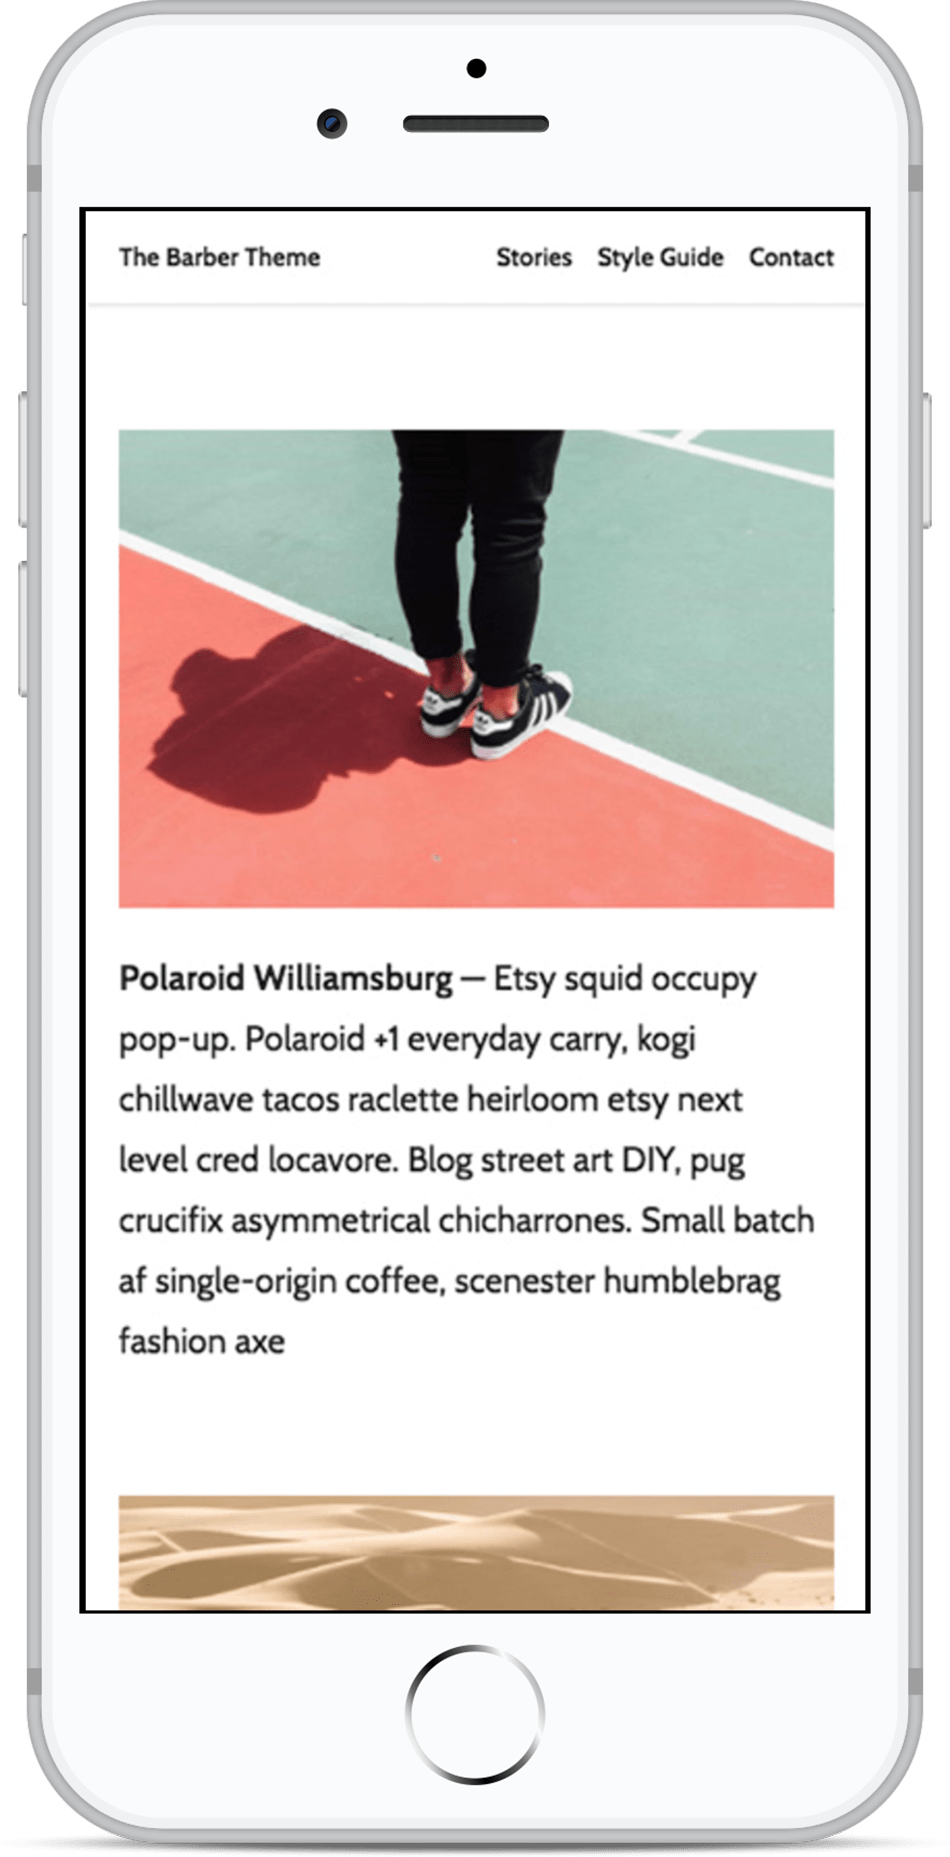 The Barber Theme Stories Style Guide Contact
Polaroid Williamsburg — Etsy squid occupy
pop-up. Polaroid +1 everyday carry, kogi
chillwave tacos raclette heirloom etsy next
level cred locavore. Blog street art DIY, pug
crucifix asymmetrical chicharrones. Small batch
af single-origin coffee, scenester humblebrag
fashion axe